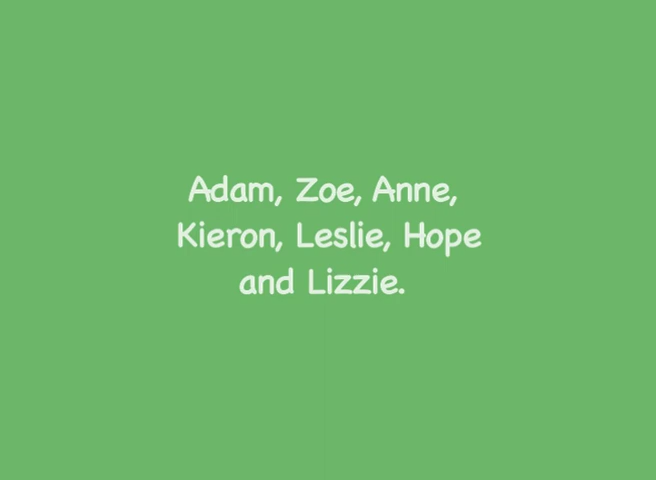 Adam, Zoe, Anne,
Kieron, Leslie, Hope
and Lizzie.